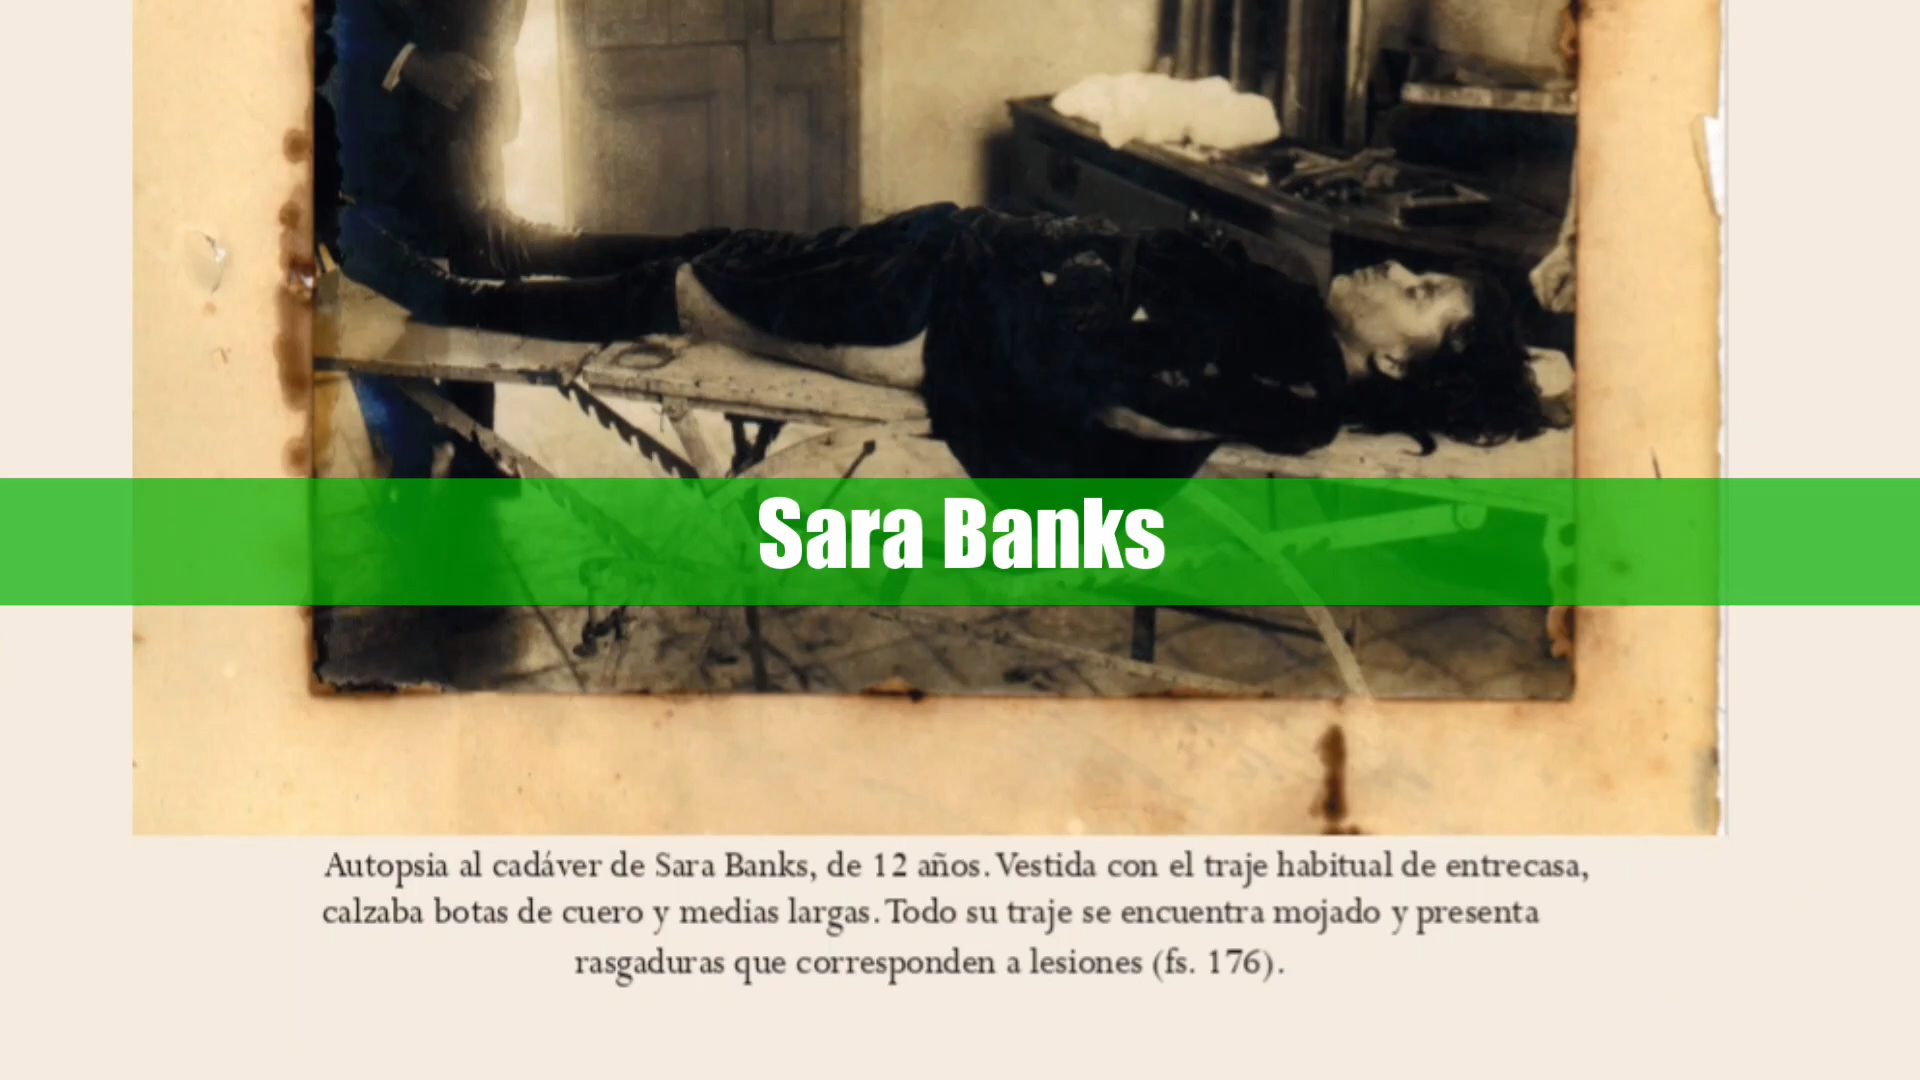 Sara Banks
Autopsia al cadáver de Sara Banks, de 12 años. Vestida con el traje habitual de entrecasa,
calzaba botas de cuero y medias largas. Todo su traje se encuentra mojado y presenta
rasgaduras que corresponden a lesiones (fs. 176).